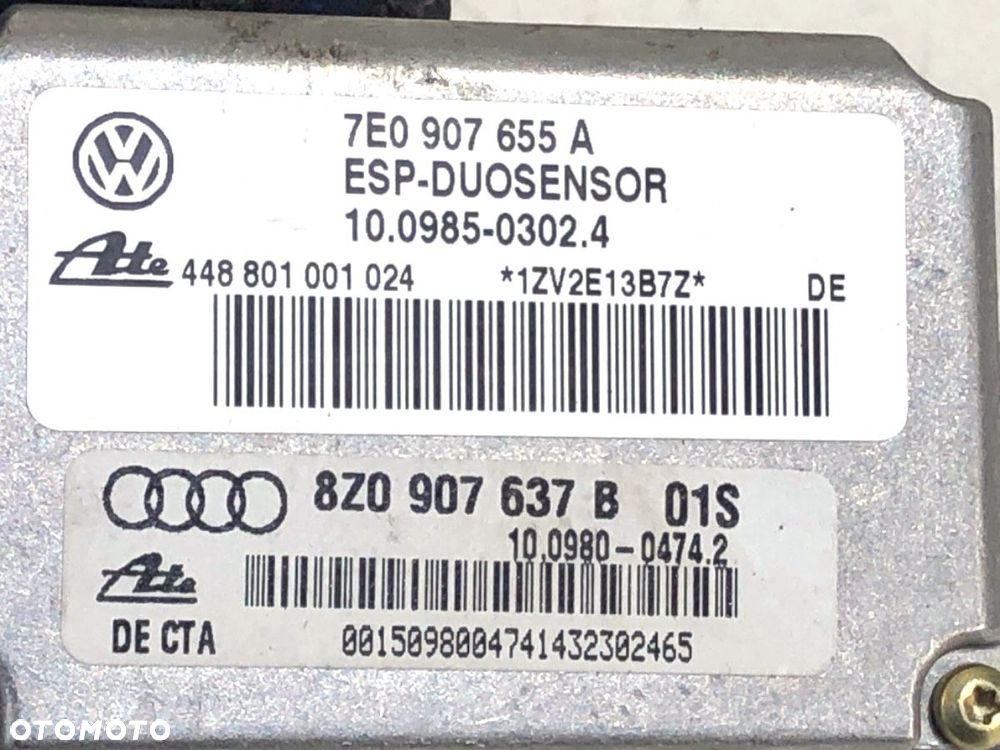 7E0 907 655 A
ESP-DUOSENSOR
10.0985-0302.4
Ate 448 801 001 024 *1ZV2E13B7Z* DE
8Z0 907 637 B 01S
10.0980-0474.2
Ate
DE CTA 0015098004741432302465
OTOMOTO